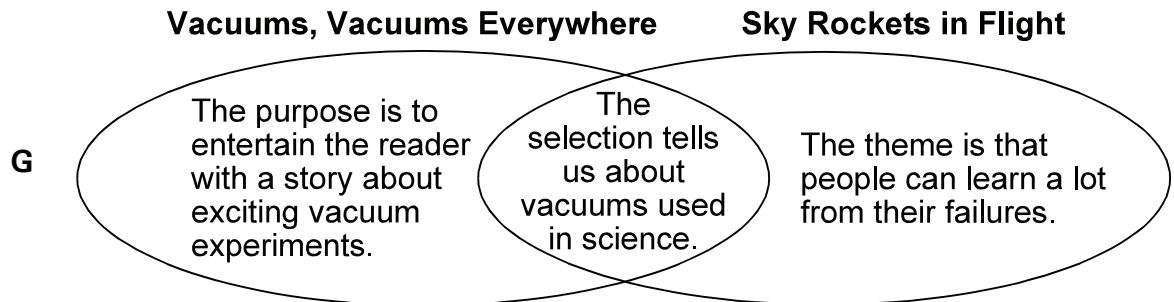 Vacuums, Vacuums Everywhere
Sky Rockets in Flight
G
The purpose is to
entertain the reader
with a story about
exciting vacuum
experiments.
The
selection tells
us about
vacuums used
in science.
The theme is that
people can learn a lot
from their failures.